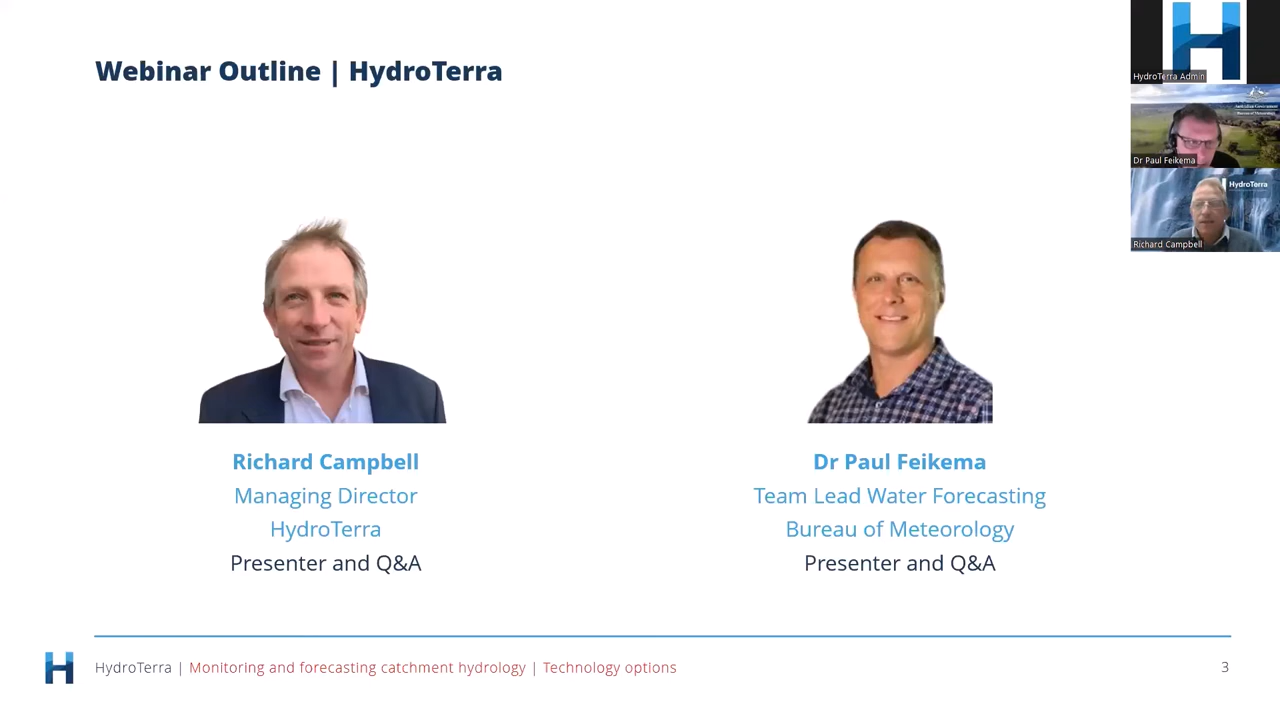 Webinar Outline | HydroTerra
HydroTerra Admin
Dr Paul Feikema
HydroTerra
Richard Campbell
Richard Campbell
Managing Director
HydroTerra
Presenter and Q&A
Dr Paul Feikema
Team Lead Water Forecasting
Bureau of Meteorology
Presenter and Q&A
HydroTerra | Monitoring and forecasting catchment hydrology | Technology options
3